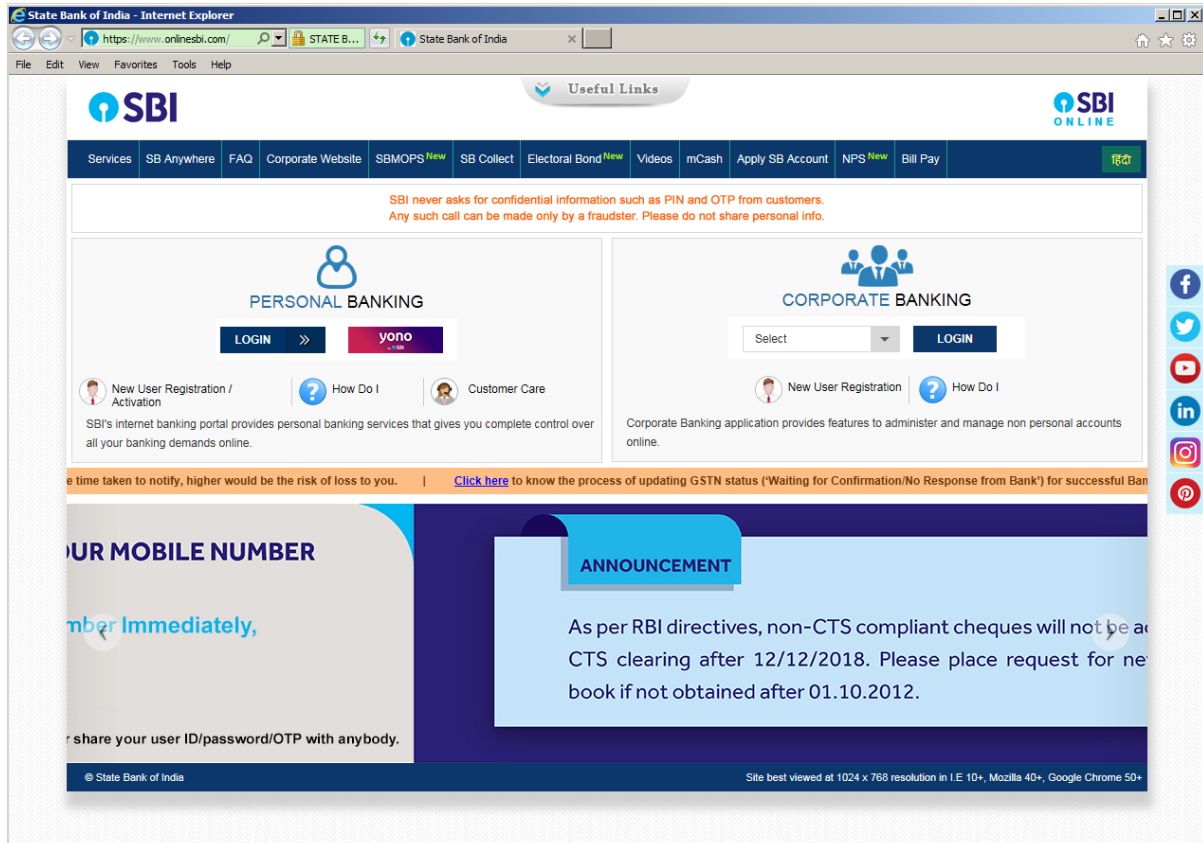 State Bank of India - Internet Explorer
https://www.onlinesbi.com/ STATE B... State Bank of India
File Edit View Favorites Tools Help
Useful Links
SBI
SBI
ONLINE
Services SB Anywhere FAQ Corporate Website SBMOPS New SB Collect Electoral Bond New Videos mCash Apply SB Account NPS New Bill Pay हिंदी
SBI never asks for confidential information such as PIN and OTP from customers.
Any such call can be made only by a fraudster. Please do not share personal info.
PERSONAL BANKING
LOGIN »
yono
by SBI
New User Registration /
Activation
How Do I
Customer Care
SBI's internet banking portal provides personal banking services that gives you complete control over
all your banking demands online.
CORPORATE BANKING
Select
LOGIN
New User Registration
How Do I
Corporate Banking application provides features to administer and manage non personal accounts
online.
e time taken to notify, higher would be the risk of loss to you. | Click here to know the process of updating GSTN status (‘Waiting for Confirmation/No Response from Bank’) for successful Ban
OUR MOBILE NUMBER
mber Immediately,
r share your user ID/password/OTP with anybody.
ANNOUNCEMENT
As per RBI directives, non-CTS compliant cheques will not be ac
CTS clearing after 12/12/2018. Please place request for ne
book if not obtained after 01.10.2012.
© State Bank of India
Site best viewed at 1024 x 768 resolution in I.E 10+, Mozilla 40+, Google Chrome 50+